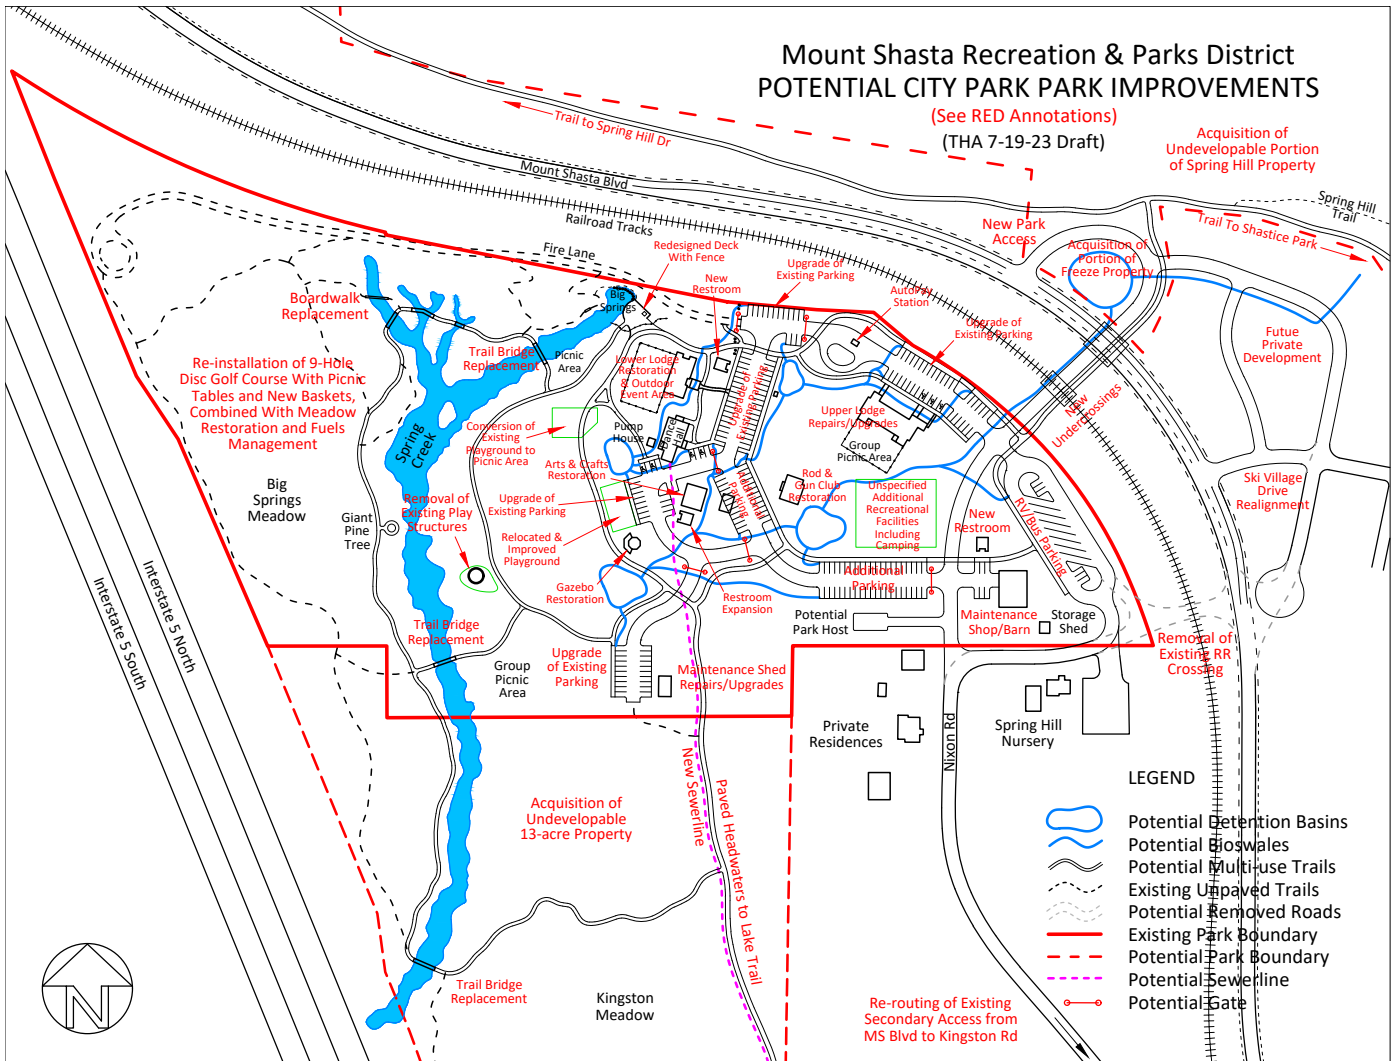 Mount Shasta Recreation & Parks District
POTENTIAL CITY PARK PARK IMPROVEMENTS
(See RED Annotations)
(THA 7-19-23 Draft)
Trail to Spring Hill Dr
Mount Shasta Blvd
Railroad Tracks
Fire Lane
Acquisition of
Undevelopable Portion
of Spring Hill Property
Spring Hill
Trail
Trail To Shastice Park
New Park
Access
Acquisition of
Portion of
Freeze Property
Redesigned Deck
With Fence
New
Restroom
Upgrade of
Existing Parking
AutoPay
Station
Upgrade of
Existing Parking
Big
Springs
Boardwalk
Replacement
Trail Bridge
Replacement
Picnic
Area
Lower Lodge
Restoration
& Outdoor
Event Area
Upgrade of
Existing Parking
Futue
Private
Development
New
Undercrossings
Re-installation of 9-Hole
Disc Golf Course With Picnic
Tables and New Baskets,
Combined With Meadow
Restoration and Fuels
Management
Spring
Creek
Conversion of
Existing
Playground to
Picnic Area
Pump
House
Dance
Hall
Upper Lodge
Repairs/Upgrades
Group
Picnic Area
Arts & Crafts
Restoration
Big
Springs
Meadow
Removal of
Existing Play
Structures
Upgrade of
Existing Parking
Additional
Parking
Rod &
Gun Club
Restoration
Unspecified
Additional
Recreational
Facilities
Including
Camping
Ski Village
Drive
Realignment
New
Restroom
RV/Bus Parking
Giant
Pine
Tree
Relocated &
Improved
Playground
Gazebo
Restoration
Restroom
Expansion
Additional
Parking
Potential
Park Host
Maintenance
Shop/Barn
Storage
Shed
Trail Bridge
Replacement
Removal of
Existing RR
Crossing
Interstate 5 North
Interstate 5 South
Group
Picnic
Area
Upgrade
of Existing
Parking
Maintenance Shed
Repairs/Upgrades
Private
Residences
Nixon Rd
Spring Hill
Nursery
New Sewerline
Paved Headwaters to Lake Trail
Acquisition of
Undevelopable
13-acre Property
LEGEND
Potential Detention Basins
Potential Bioswales
Potential Multi-use Trails
Existing Unpaved Trails
Potential Removed Roads
Existing Park Boundary
Potential Park Boundary
Potential Sewerline
Potential Gate
N
Trail Bridge
Replacement
Kingston
Meadow
Re-routing of Existing
Secondary Access from
MS Blvd to Kingston Rd